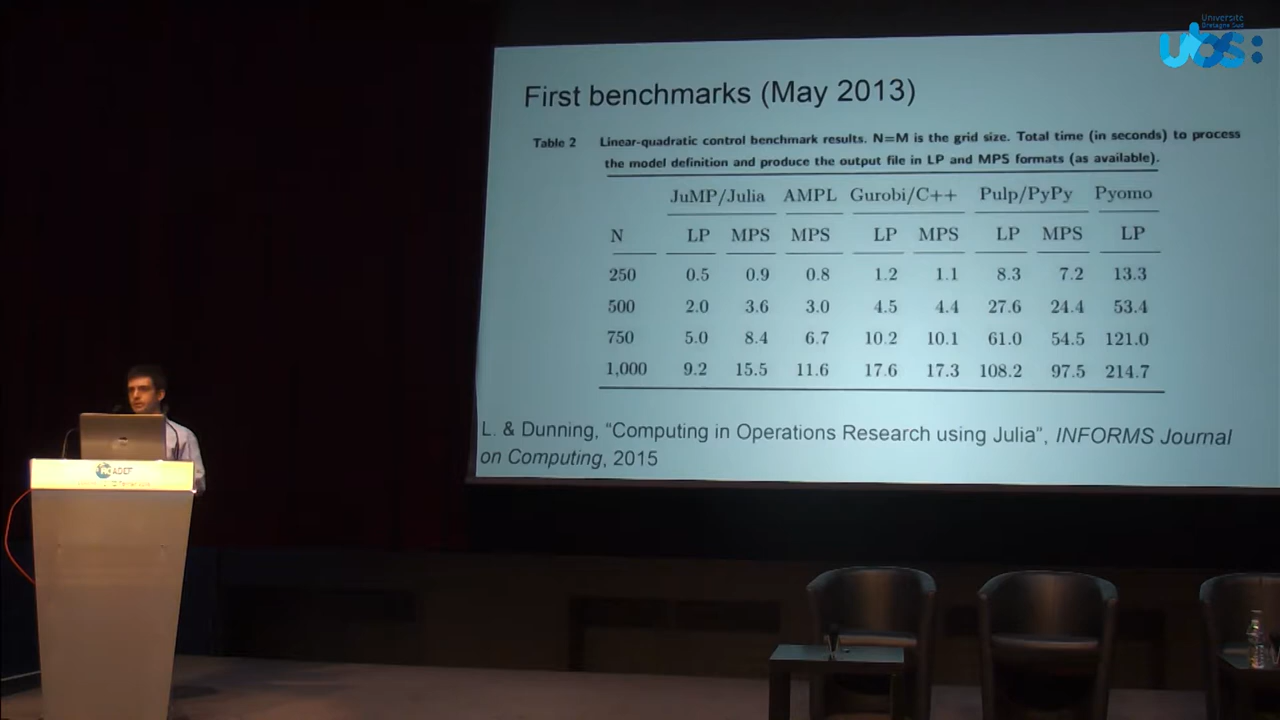 Université
Bretagne Sud
ubs:
First benchmarks (May 2013)
Table 2 Linear-quadratic control benchmark results. N=M is the grid size. Total time (in seconds) to process
the model definition and produce the output file in LP and MPS formats (as available).
JuMP/Julia AMPL Gurobi/C++ Pulp/PyPy Pyomo
N LP MPS MPS LP MPS LP MPS LP
250 0.5 0.9 0.8 1.2 1.1 8.3 7.2 13.3
500 2.0 3.6 3.0 4.5 4.4 27.6 24.4 53.4
750 5.0 8.4 6.7 10.2 10.1 61.0 54.5 121.0
1,000 9.2 15.5 11.6 17.6 17.3 108.2 97.5 214.7
L. & Dunning, "Computing in Operations Research using Julia", INFORMS Journal
on Computing, 2015
ROADEF